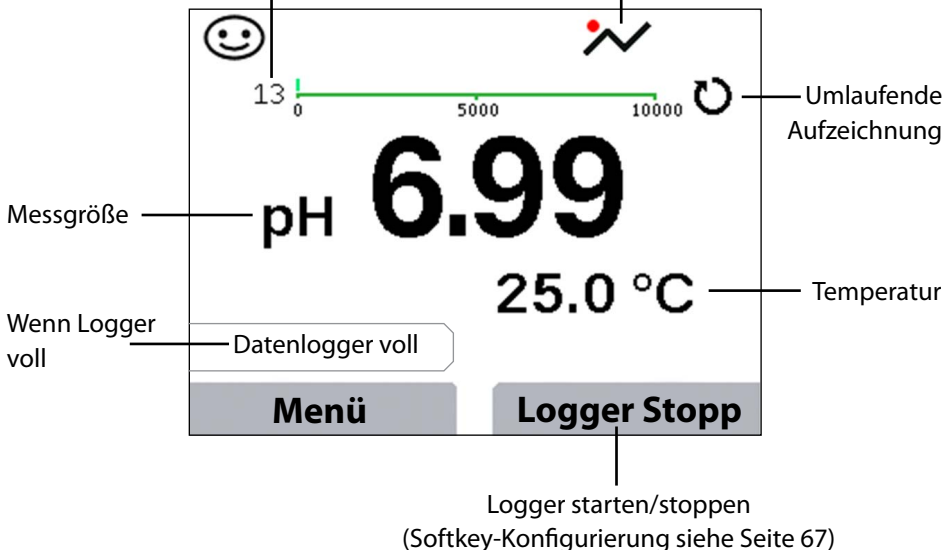 13
0 5000 10000
Umlaufende
Aufzeichnung
Messgröße
pH 6.99
25.0 °C
Temperatur
Wenn Logger
voll
Datenlogger voll
Menü Logger Stopp
Logger starten/stoppen
(Softkey-Konfigurierung siehe Seite 67)